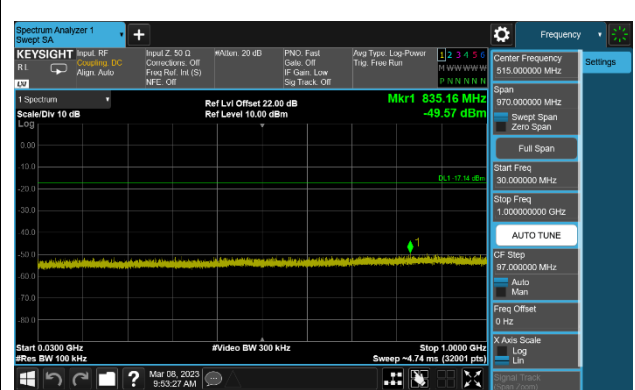 Spectrum Analyzer 1
Swept SA
+
Frequency
Settings
KEYSIGHT
R L
Input: RF
Coupling: DC
Align: Auto
Input Z: 50 Ω
Corrections: Off
Freq Ref: Int (S)
NFE: Off
#Atten: 20 dB
PNO: Fast
Gate: Off
IF Gain: Low
Sig Track: Off
Avg Type: Log-Power
Trig: Free Run
1 2 3 4 5 6
M W W W W W
P N N N N N
1 Spectrum
Scale/Div 10 dB
Log
Ref Lvl Offset 22.00 dB
Ref Level 10.00 dBm
Mkr1 835.16 MHz
-49.57 dBm
0.00
-10.0
-20.0
-30.0
-40.0
-50.0
-60.0
-70.0
-80.0
DL1 -17.14 dBm
1
Start 0.0300 GHz
#Res BW 100 kHz
#Video BW 300 kHz
Stop 1.0000 GHz
Sweep ~4.74 ms (32001 pts)
Center Frequency
515.000000 MHz
Span
970.000000 MHz
Swept Span
Zero Span
Full Span
Start Freq
30.000000 MHz
Stop Freq
1.000000000 GHz
AUTO TUNE
CF Step
97.000000 MHz
Auto
Man
Freq Offset
0 Hz
X Axis Scale
Log
Lin
Signal Track
(Span Zoom)
?
Mar 08, 2023
9:53:27 AM